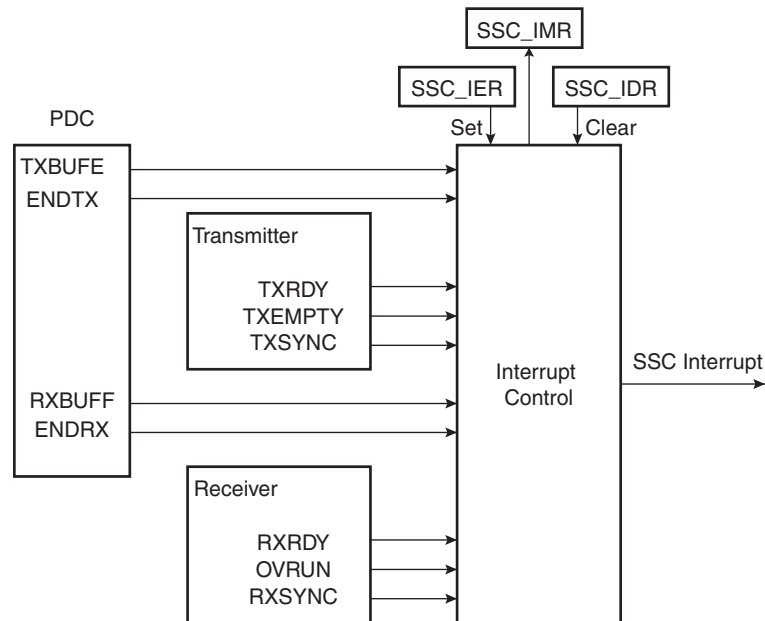 SSC_IMR
SSC_IER
SSC_IDR
PDC
Set
Clear
TXBUFE
ENDTX
Transmitter
TXRDY
TXEMPTY
TXSYNC
SSC Interrupt
Interrupt
Control
RXBUFF
ENDRX
Receiver
RXRDY
OVRUN
RXSYNC